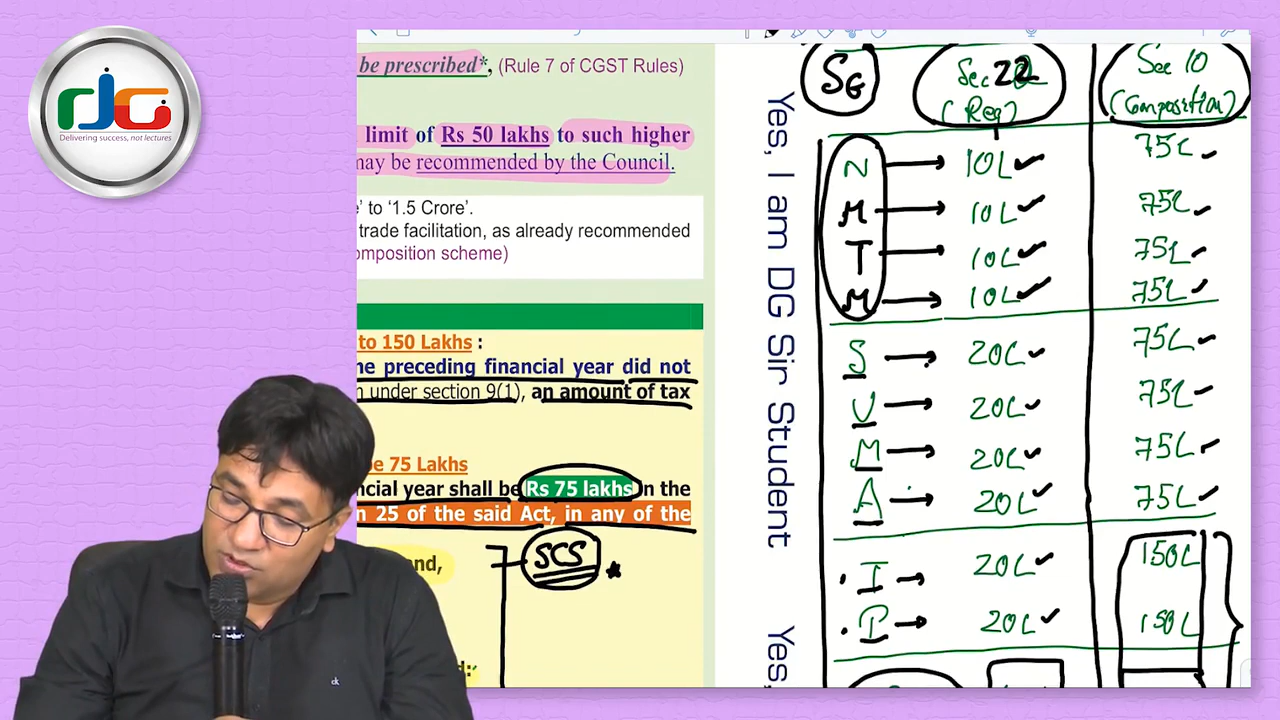 DG
Delivering success, not lectures
be prescribed*, (Rule 7 of CGST Rules)
limit of Rs 50 lakhs to such higher
may be recommended by the Council.
e' to '1.5 Crore'.
trade facilitation, as already recommended
omposition scheme)
to 150 Lakhs :
ne preceding financial year did not
n under section 9(1), an amount of tax
be 75 Lakhs
ncial year shall be Rs 75 lakhs in the
n 25 of the said Act, in any of the
and,
SCS
Yes, I am DG Sir Student
Yes,
SG Sec 22 (Reg) Sec 10 (Composition)
N → 10L 75L
M → 10L 75L
T → 10L 75L
M → 10L 75L
S → 20L 75L
U → 20L 75L
M → 20L 75L
A → 20L 75L
I → 20L 150L
P → 20L 150L
ck